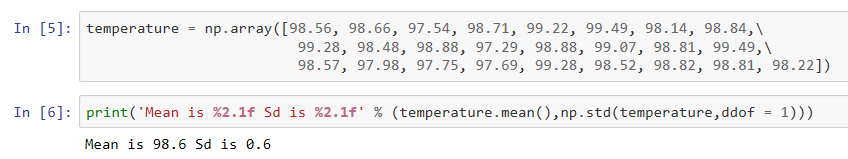 In [5]: temperature = np.array([98.56, 98.66, 97.54, 98.71, 99.22, 99.49, 98.14, 98.84,\
99.28, 98.48, 98.88, 97.29, 98.88, 99.07, 98.81, 99.49,\
98.57, 97.98, 97.75, 97.69, 99.28, 98.52, 98.82, 98.81, 98.22])
In [6]: print('Mean is %2.1f Sd is %2.1f' % (temperature.mean(),np.std(temperature,ddof = 1)))
Mean is 98.6 Sd is 0.6